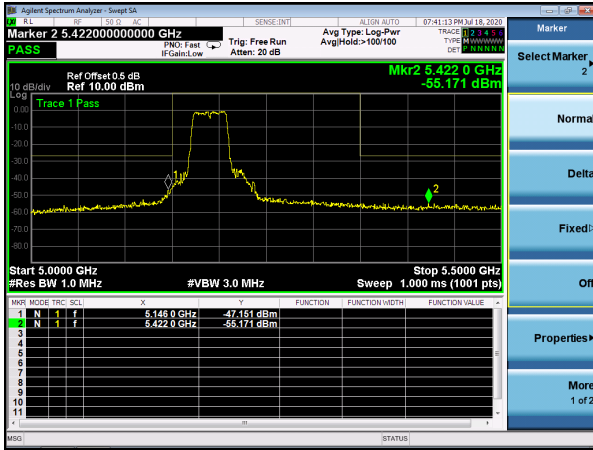 Agilent Spectrum Analyzer - Swept SA
RL RF 50 Ω AC SENSE:INT ALIGN AUTO 07:41:13 PM Jul 18, 2020
Marker 2 5.422000000000 GHz
PASS
PNO: Fast
IFGain:Low
Trig: Free Run
Atten: 20 dB
Avg Type: Log-Pwr
Avg|Hold:>100/100
TRACE 1 2 3 4 5 6
TYPE M W W W W W
DET P N N N N N
Ref Offset 0.5 dB
10 dB/div Ref 10.00 dBm
Log
Mkr2 5.422 0 GHz
-55.171 dBm
Trace 1 Pass
0.00
-10.0
-20.0
-30.0
-40.0
-50.0
-60.0
-70.0
-80.0
1
2
Start 5.0000 GHz Stop 5.5000 GHz
#Res BW 1.0 MHz #VBW 3.0 MHz Sweep 1.000 ms (1001 pts)
MKR MODE TRC SCL X Y FUNCTION FUNCTION WIDTH FUNCTION VALUE
1 N 1 f 5.146 0 GHz -47.151 dBm
2 N 1 f 5.422 0 GHz -55.171 dBm
3
4
5
6
7
8
9
10
11
MSG STATUS
Marker
Select Marker
2
Normal
Delta
Fixed
Off
Properties
More
1 of 2